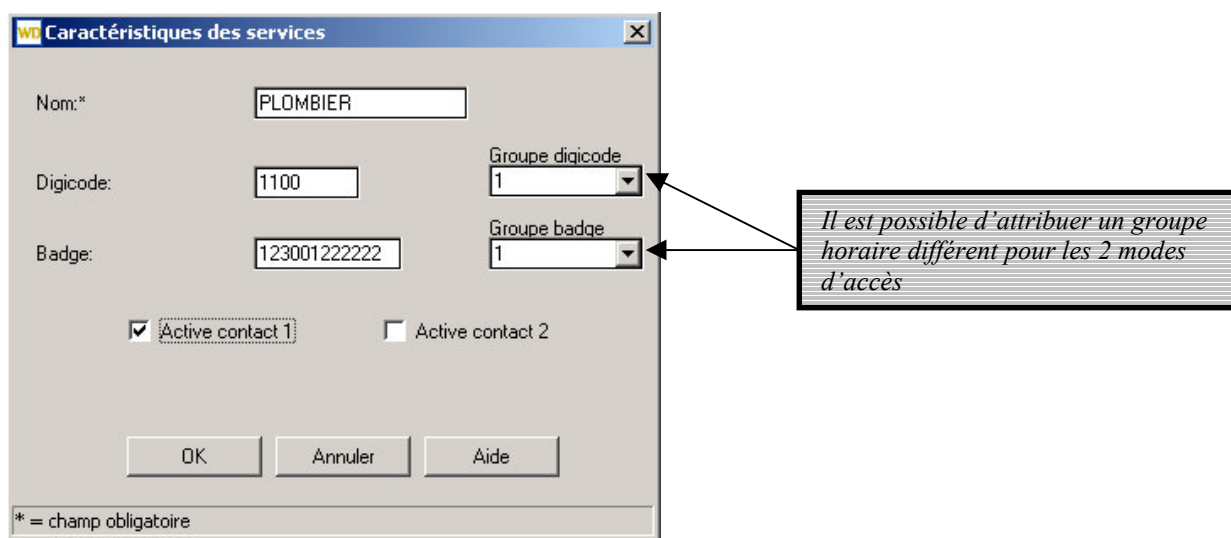 WD Caractéristiques des services
Nom:* PLOMBIER
Groupe digicode
Digicode: 1100 1
Groupe badge
Badge: 123001222222 1
Active contact 1 Active contact 2
OK Annuler Aide
* = champ obligatoire
Il est possible d'attribuer un groupe
horaire différent pour les 2 modes
d'accès